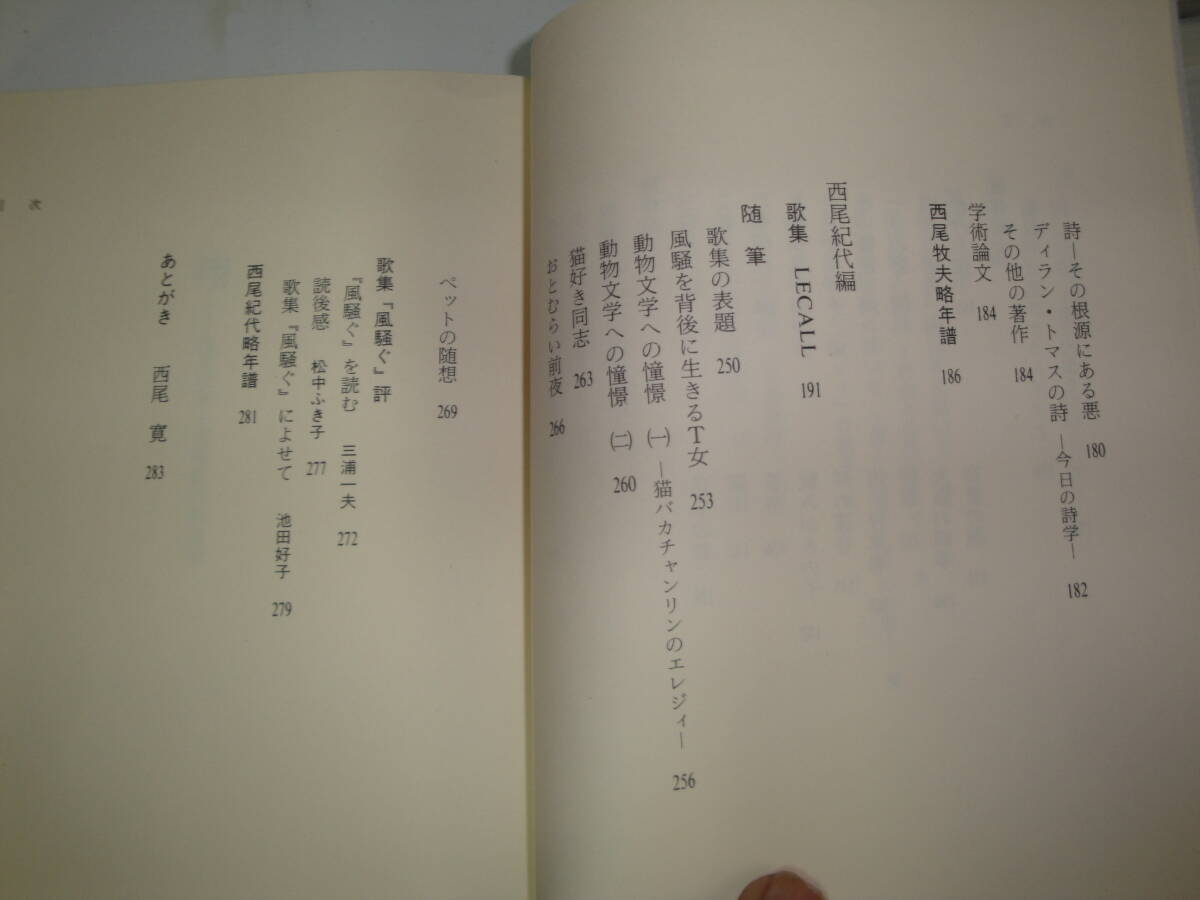 詩―その根源にある悪 180
ディラン・トマスの詩 ―今日の詩学― 182
その他の著作 184
学術論文 184
西尾牧夫略年譜 186
西尾紀代編
歌集 LECALL 191
随筆
歌集の表題 250
風騒を背後に生きるT女 253
動物文学への憧憬 (一) ―猫バカチャンリンのエレジィ― 256
動物文学への憧憬 (二) 260
猫好き同志 263
おとむらい前夜 266
ペットの随想 269
歌集「風騒ぐ」評
『風騒ぐ』を読む 三浦一夫 272
読後感 松中ふき子 277
歌集『風騒ぐ』によせて 池田好子 279
西尾紀代略年譜 281
あとがき 西尾 寛 283
次